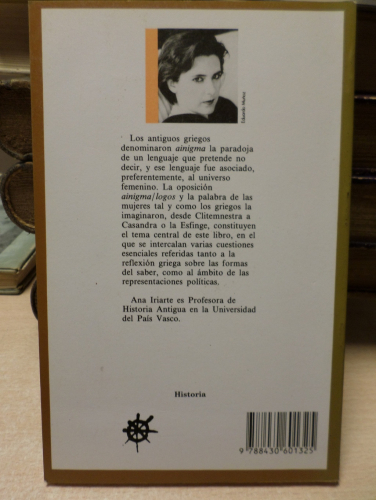 Eduardo Muñoz
Los antiguos griegos
denominaron ainigma la paradoja
de un lenguaje que pretende no
decir, y ese lenguaje fue asociado,
preferentemente, al universo
femenino. La oposición
ainigma/logos y la palabra de las
mujeres tal y como los griegos la
imaginaron, desde Clitemnestra a
Casandra o la Esfinge, constituyen
el tema central de este libro, en el
que se intercalan varias cuestiones
esenciales referidas tanto a la
reflexión griega sobre las formas
del saber, como al ámbito de las
representaciones políticas.
Ana Iriarte es Profesora de
Historia Antigua en la Universidad
del País Vasco.
Historia
9 788430 601325